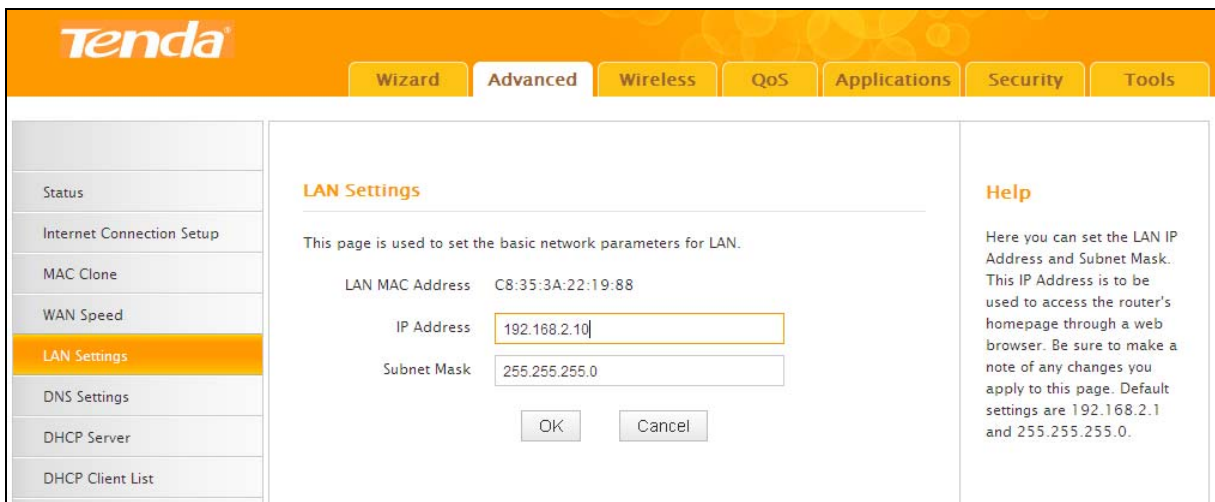 Tenda
Wizard
Advanced
Wireless
QoS
Applications
Security
Tools
Status
Internet Connection Setup
MAC Clone
WAN Speed
LAN Settings
DNS Settings
DHCP Server
DHCP Client List
LAN Settings
This page is used to set the basic network parameters for LAN.
LAN MAC Address C8:35:3A:22:19:88
IP Address 192.168.2.10
Subnet Mask 255.255.255.0
OK Cancel
Help
Here you can set the LAN IP
Address and Subnet Mask.
This IP Address is to be
used to access the router's
homepage through a web
browser. Be sure to make a
note of any changes you
apply to this page. Default
settings are 192.168.2.1
and 255.255.255.0.